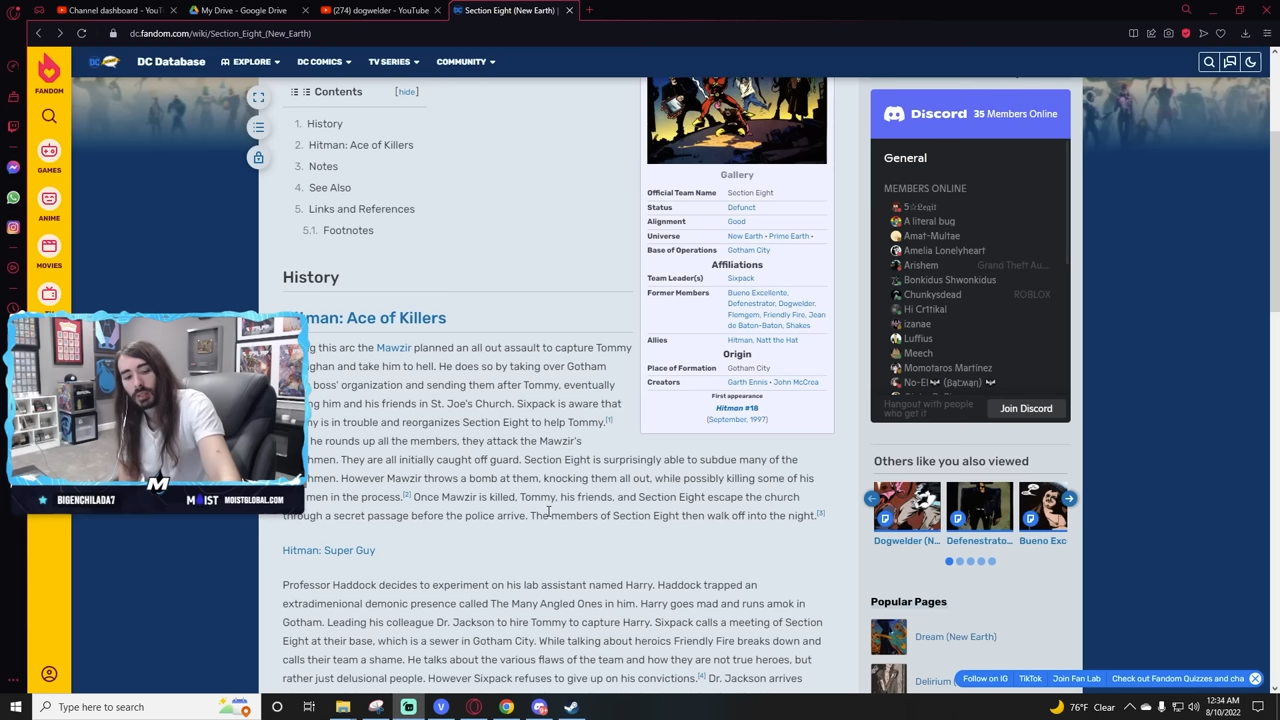 Channel dashboard - YouT
My Drive - Google Drive
(274) dogwelder - YouTube
Section Eight (New Earth) |
dc.fandom.com/wiki/Section_Eight_(New_Earth)
FANDOM
GAMES
ANIME
MOVIES
DC Database
EXPLORE
DC COMICS
TV SERIES
COMMUNITY
Contents [hide]
1. History
2. Hitman: Ace of Killers
3. Notes
4. See Also
5. Links and References
5.1. Footnotes
History
man: Ace of Killers
g this arc the Mawzir planned an all out assault to capture Tommy
ghan and take him to hell. He does so by taking over Gotham
boss' organization and sending them after Tommy, eventually
ng him and his friends in St. Joe's Church. Sixpack is aware that
y is in trouble and reorganizes Section Eight to help Tommy.[1]
he rounds up all the members, they attack the Mawzir's
hmen. They are all initially caught off guard. Section Eight is surprisingly able to subdue many of the
hmen. However Mawzir throws a bomb at them, knocking them all out, while possibly killing some of his
men in the process.[2] Once Mawzir is killed, Tommy, his friends, and Section Eight escape the church
through a secret passage before the police arrive. The members of Section Eight then walk off into the night.[3]
Hitman: Super Guy
Professor Haddock decides to experiment on his lab assistant named Harry. Haddock trapped an
extradimenional demonic presence called The Many Angled Ones in him. Harry goes mad and runs amok in
Gotham. Leading his colleague Dr. Jackson to hire Tommy to capture Harry. Sixpack calls a meeting of Section
Eight at their base, which is a sewer in Gotham City. While talking about heroics Friendly Fire breaks down and
calls their team a shame. He talks about the various flaws of the team and how they are not true heroes, but
rather just delusional people. However Sixpack refuses to give up on his convictions.[4] Dr. Jackson arrives
Gallery
Official Team Name Section Eight
Status Defunct
Alignment Good
Universe New Earth • Prime Earth •
Base of Operations Gotham City
Affiliations
Team Leader(s) Sixpack
Former Members Bueno Excellente,
Defenestrator, Dogwelder,
Flemgem, Friendly Fire, Jean
de Baton-Baton, Shakes
Allies Hitman, Natt the Hat
Origin
Place of Formation Gotham City
Creators Garth Ennis • John McCrea
First appearance
Hitman #18
(September, 1997)
Discord 35 Members Online
General
MEMBERS ONLINE
5☆𝕷egit
A literal bug
Amat-Multae
Amelia Lonelyheart
Arishem Grand Theft Au...
Bonkidus Shwonkidus
Chunkysdead ROBLOX
Hi Cr1tikal
izanae
Luffius
Meech
Momotaros Martinez
Hangout with people
who get it
Join Discord
Others like you also viewed
Dogwelder (N... Defenestrato... Bueno Exc
Popular Pages
Dream (New Earth)
Delirium (
Follow on IG TikTok Join Fan Lab Check out Fandom Quizzes and cha
M
BIGENCHILADA7
MOIST MOISTGLOBAL.COM
Type here to search
76°F Clear
12:34 AM
8/10/2022